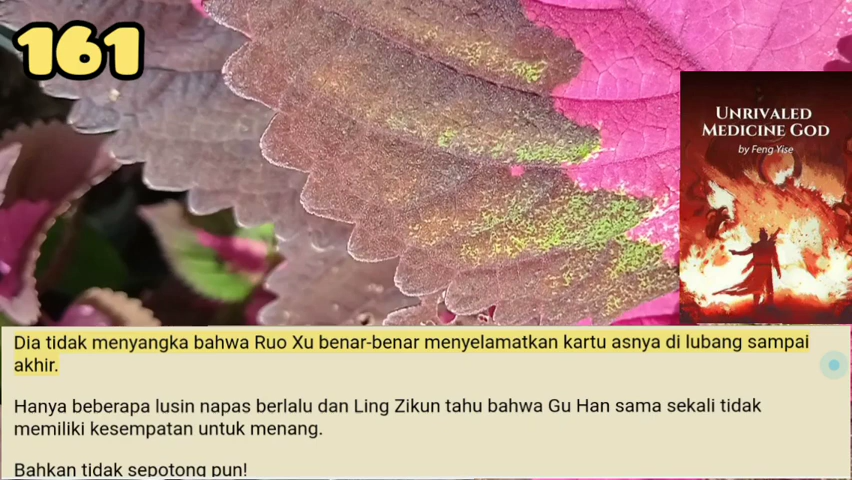 161
UNRIVALED
MEDICINE GOD
by Feng Yise
Dia tidak menyangka bahwa Ruo Xu benar-benar menyelamatkan kartu asnya di lubang sampai
akhir.
Hanya beberapa lusin napas berlalu dan Ling Zikun tahu bahwa Gu Han sama sekali tidak
memiliki kesempatan untuk menang.
Bahkan tidak sepotong pun!